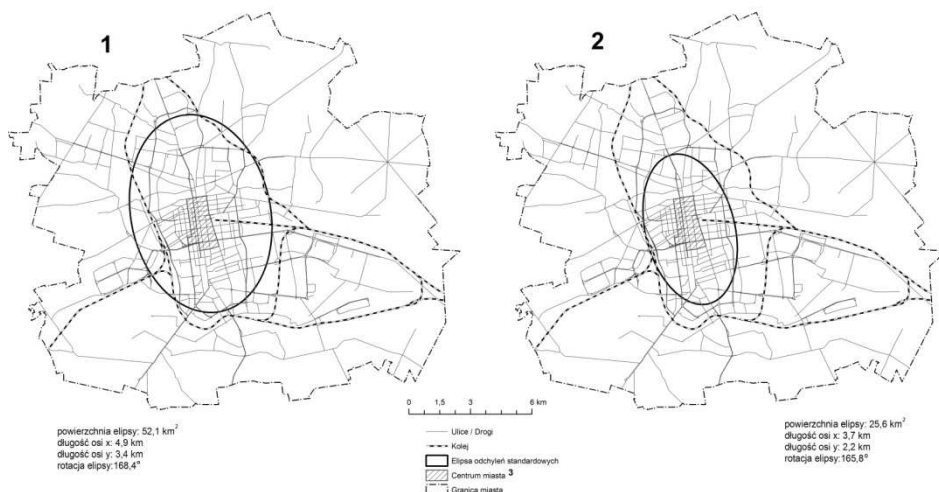 1
2
powierzchnia elipsy: 52,1 km²
długość osi x: 4,9 km
długość osi y: 3,4 km
rotacja elipsy:168,4°
0 1,5 3 6 km
Ulice / Drogi
Kolej
Elipsa odchyleń standardowych
Centrum miasta ³
Granica miasta
powierzchnia elipsy: 25,6 km²
długość osi x: 3,7 km
długość osi y: 2,2 km
rotacja elipsy:165,8°